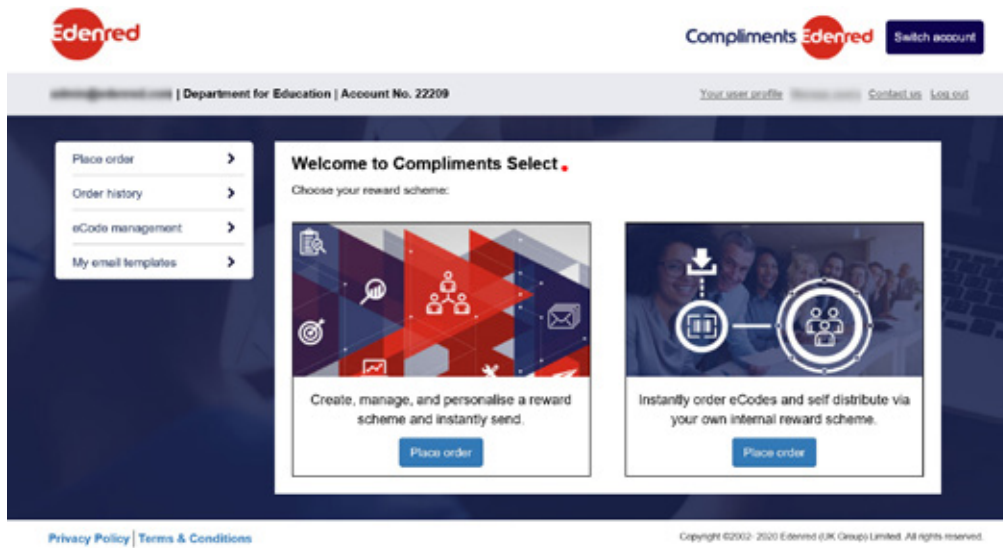 Edenred
Compliments Edenred
Switch account
| Department for Education | Account No. 22209
Your user profile
Contact us
Log out
Place order
Order history
eCode management
My email templates
Welcome to Compliments Select.
Choose your reward scheme:
Create, manage, and personalise a reward
scheme and instantly send.
Place order
Instantly order eCodes and self distribute via
your own internal reward scheme.
Place order
Privacy Policy | Terms & Conditions
Copyright ©2002- 2020 Edenred (UK Group) Limited. All rights reserved.